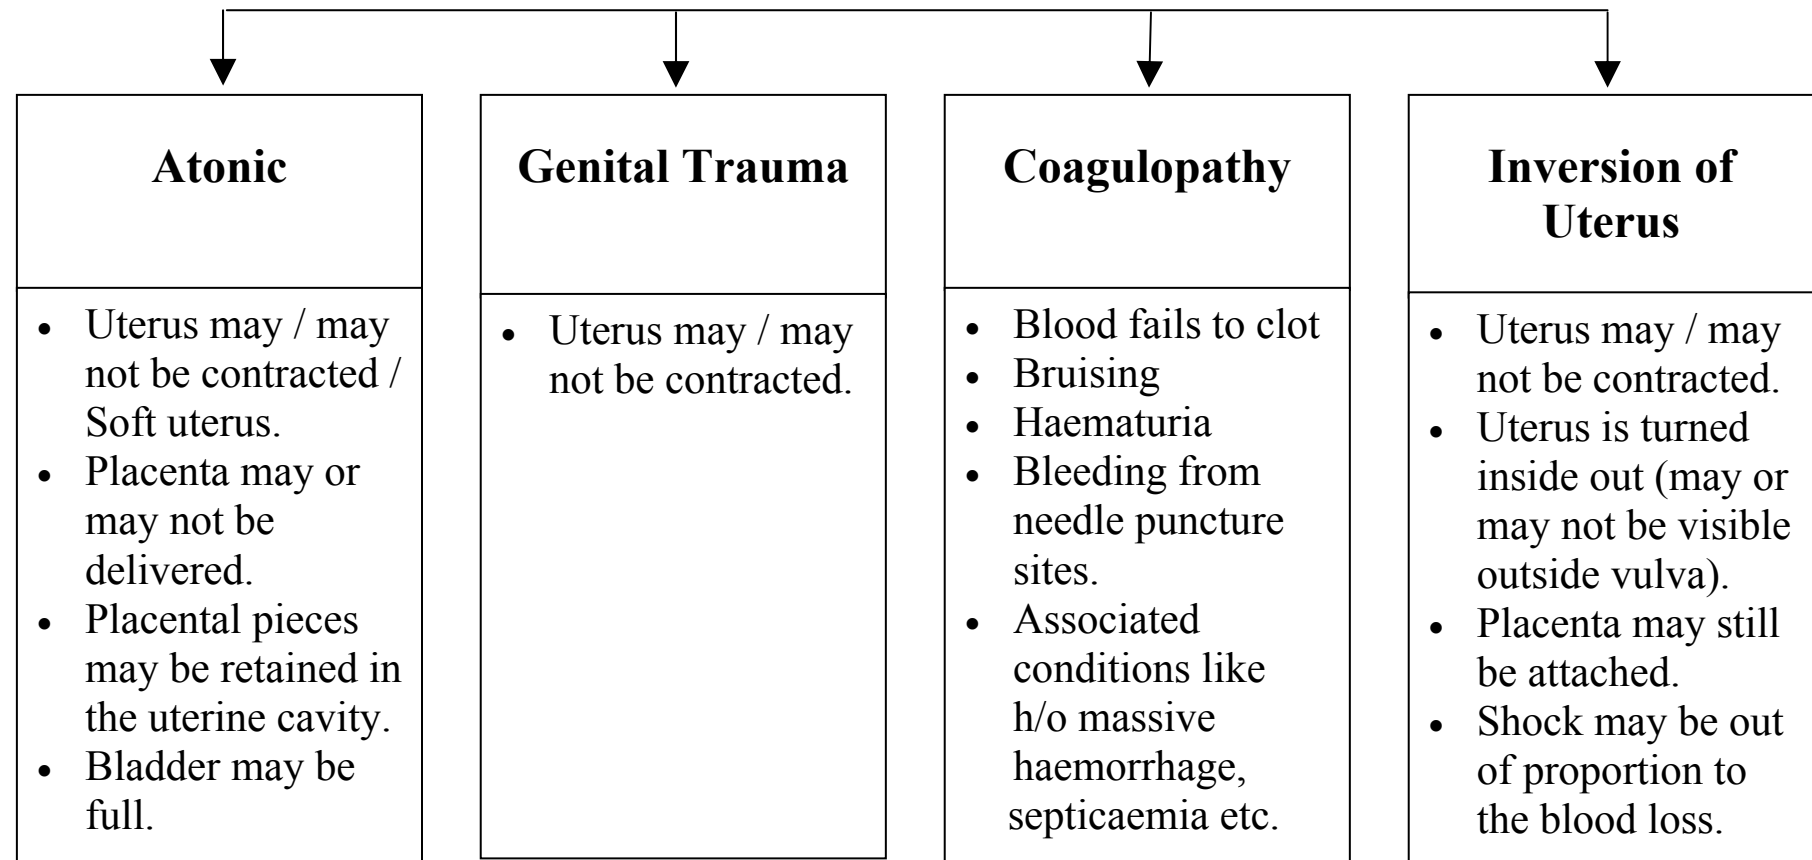 Atonic
• Uterus may / may
not be contracted /
Soft uterus.
• Placenta may or
may not be
delivered.
• Placental pieces
may be retained in
the uterine cavity.
• Bladder may be
full.
Genital Trauma
• Uterus may / may
not be contracted.
Coagulopathy
• Blood fails to clot
• Bruising
• Haematuria
• Bleeding from
needle puncture
sites.
• Associated
conditions like
h/o massive
haemorrhage,
septicaemia etc.
Inversion of
Uterus
• Uterus may / may
not be contracted.
• Uterus is turned
inside out (may or
may not be visible
outside vulva).
• Placenta may still
be attached.
• Shock may be out
of proportion to
the blood loss.